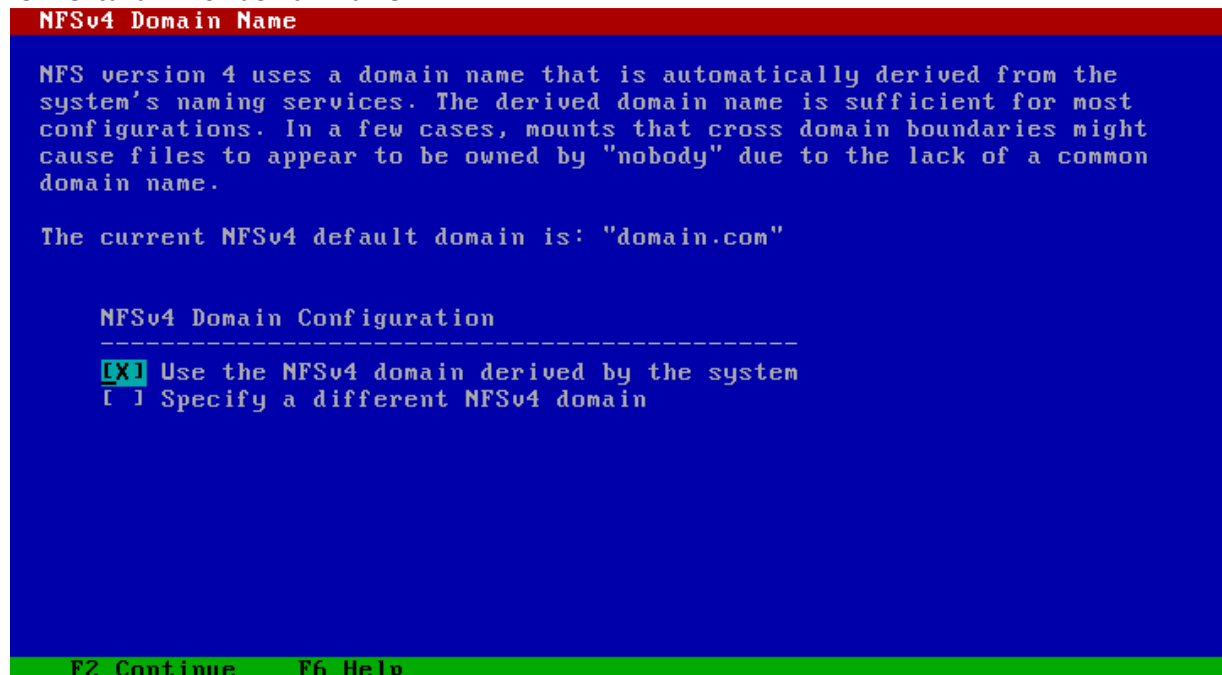 NFSv4 Domain Name
NFS version 4 uses a domain name that is automatically derived from the
system's naming services. The derived domain name is sufficient for most
configurations. In a few cases, mounts that cross domain boundaries might
cause files to appear to be owned by "nobody" due to the lack of a common
domain name.
The current NFSv4 default domain is: "domain.com"
NFSv4 Domain Configuration
-----------------------------------------------
[X] Use the NFSv4 domain derived by the system
[ ] Specify a different NFSv4 domain
F2 Continue F6 Help